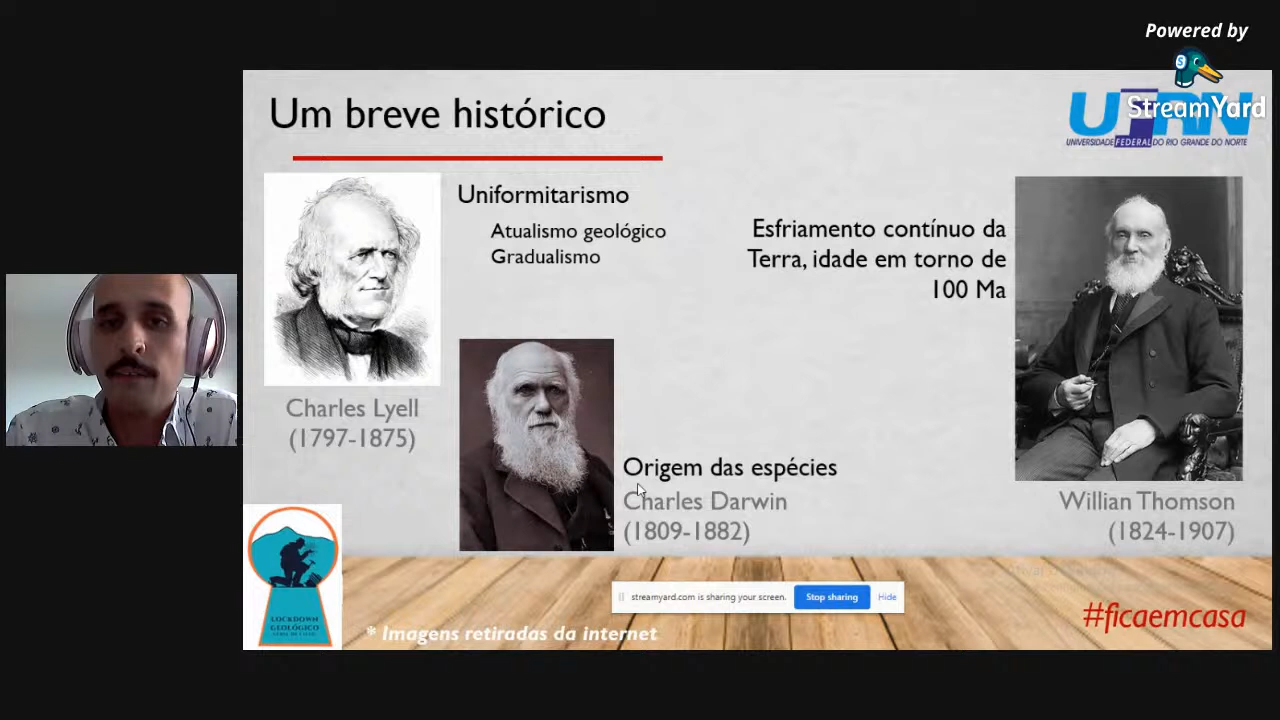 Powered by
StreamYard
Um breve histórico
UFRN
UNIVERSIDADE FEDERAL DO RIO GRANDE DO NORTE
Uniformitarismo
Atualismo geológico
Gradualismo
Esfriamento contínuo da
Terra, idade em torno de
100 Ma
Charles Lyell
(1797-1875)
Origem das espécies
Charles Darwin
(1809-1882)
Willian Thomson
(1824-1907)
LOCKDOWN
GEOLÓGICO
streamyard.com is sharing your screen.
Stop sharing
Hide
#ficaemcasa
* Imagens retiradas da internet